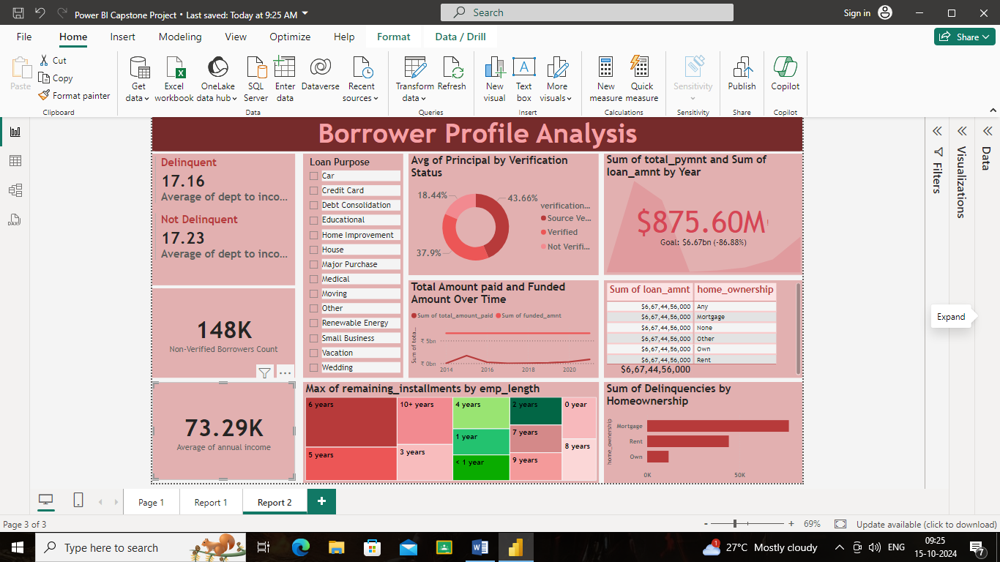 Power BI Capstone Project • Last saved: Today at 9:25 AM
Search
Sign in
File Home Insert Modeling View Optimize Help Format Data / Drill
Share
Paste
Cut
Copy
Format painter
Clipboard
Get data
Excel workbook
OneLake data hub
SQL Server
Enter data
Dataverse
Recent sources
Data
Transform data
Refresh
Queries
New visual
Text box
More visuals
Insert
New measure
Quick measure
Calculations
Sensitivity
Sensitivity
Publish
Share
Copilot
Copilot
Borrower Profile Analysis
Delinquent
17.16
Average of dept to inco...
Not Delinquent
17.23
Average of dept to inco...
148K
Non-Verified Borrowers Count
73.29K
Average of annual income
Loan Purpose
Car
Credit Card
Debt Consolidation
Educational
Home Improvement
House
Major Purchase
Medical
Moving
Other
Renewable Energy
Small Business
Vacation
Wedding
Avg of Principal by Verification
Status
18.44%
43.66%
37.9%
verification...
Source Ve...
Verified
Not Verifi...
Sum of total_pymnt and Sum of
loan_amnt by Year
$875.60M!
Goal: $6.67bn (-86.88%)
Total Amount paid and Funded
Amount Over Time
Sum of total_amount_paid Sum of funded_amnt
Sum of tota...
₹ 5bn
₹ 0bn
2014 2016 2018 2020
Sum of loan_amnt home_ownership
$6,67,44,56,000 Any
$6,67,44,56,000 Mortgage
$6,67,44,56,000 None
$6,67,44,56,000 Other
$6,67,44,56,000 Own
$6,67,44,56,000 Rent
$6,67,44,56,000
Max of remaining_installments by emp_length
6 years
10+ years
4 years
2 years
0 year
1 year
7 years
3 years
8 years
5 years
< 1 year
9 years
Sum of Delinquencies by
Homeownership
home_ownership
Mortgage
Rent
Own
0K 50K
Filters
Visualizations
Data
Expand
DAX
Page 1 Report 1 Report 2 +
Page 3 of 3
- + 69%
Update available (click to download)
Type here to search
27°C Mostly cloudy
ENG
09:25
15-10-2024
7